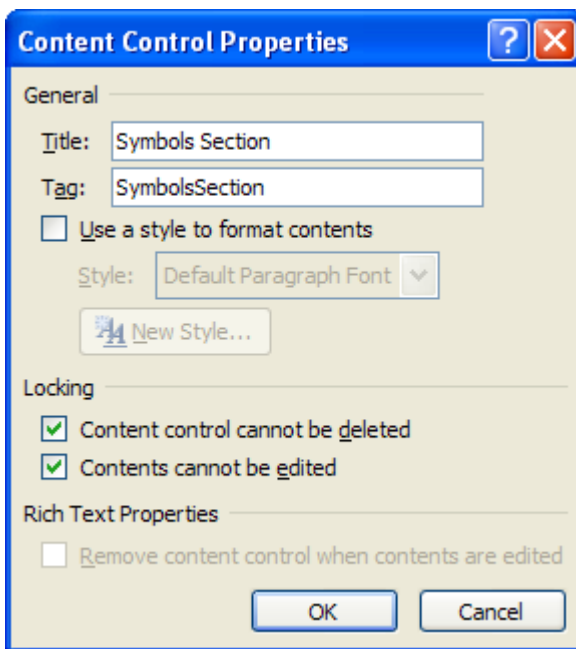 Content Control Properties
General
Title: Symbols Section
Tag: SymbolsSection
Use a style to format contents
Style: Default Paragraph Font
New Style...
Locking
Content control cannot be deleted
Contents cannot be edited
Rich Text Properties
Remove content control when contents are edited
OK Cancel